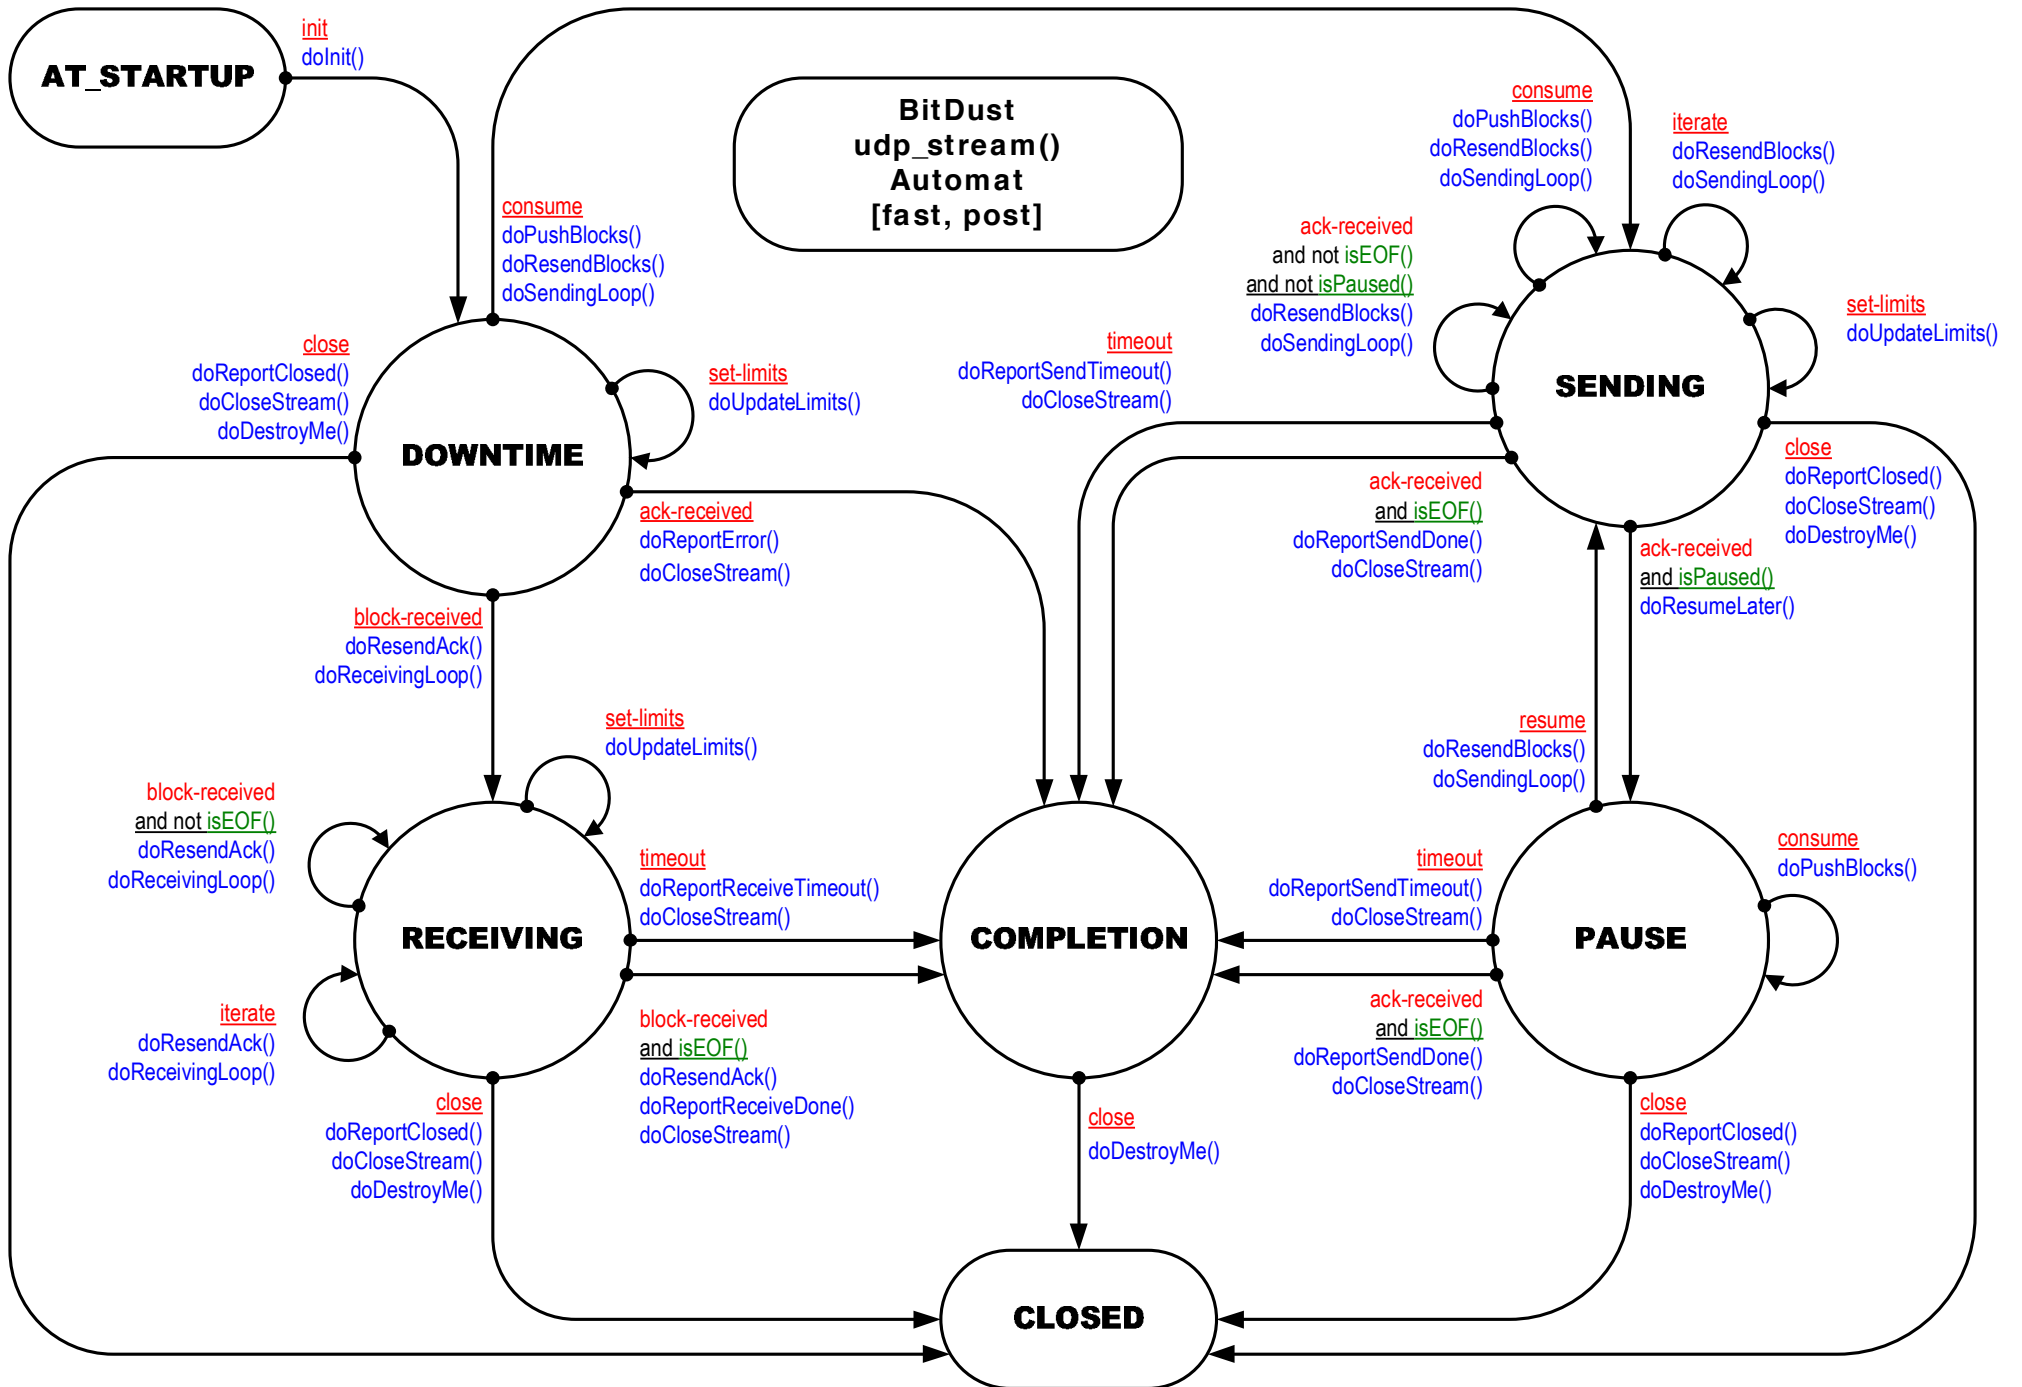 init
doInit()
AT_STARTUP
BitDust
udp_stream()
Automat
[fast, post]
consume
doPushBlocks()
doResendBlocks()
doSendingLoop()
iterate
doResendBlocks()
doSendingLoop()
consume
doPushBlocks()
doResendBlocks()
doSendingLoop()
ack-received
and not isEOF()
and not isPaused()
doResendBlocks()
doSendingLoop()
set-limits
doUpdateLimits()
SENDING
close
doReportClosed()
doCloseStream()
doDestroyMe()
set-limits
doUpdateLimits()
DOWNTIME
timeout
doReportSendTimeout()
doCloseStream()
close
doReportClosed()
doCloseStream()
doDestroyMe()
ack-received
doReportError()
doCloseStream()
ack-received
and isEOF()
doReportSendDone()
doCloseStream()
ack-received
and isPaused()
doResumeLater()
block-received
doResendAck()
doReceivingLoop()
set-limits
doUpdateLimits()
resume
doResendBlocks()
doSendingLoop()
block-received
and not isEOF()
doResendAck()
doReceivingLoop()
timeout
doReportReceiveTimeout()
doCloseStream()
timeout
doReportSendTimeout()
doCloseStream()
consume
doPushBlocks()
RECEIVING
COMPLETION
PAUSE
iterate
doResendAck()
doReceivingLoop()
block-received
and isEOF()
doResendAck()
doReportReceiveDone()
doCloseStream()
ack-received
and isEOF()
doReportSendDone()
doCloseStream()
close
doReportClosed()
doCloseStream()
doDestroyMe()
close
doDestroyMe()
close
doReportClosed()
doCloseStream()
doDestroyMe()
CLOSED